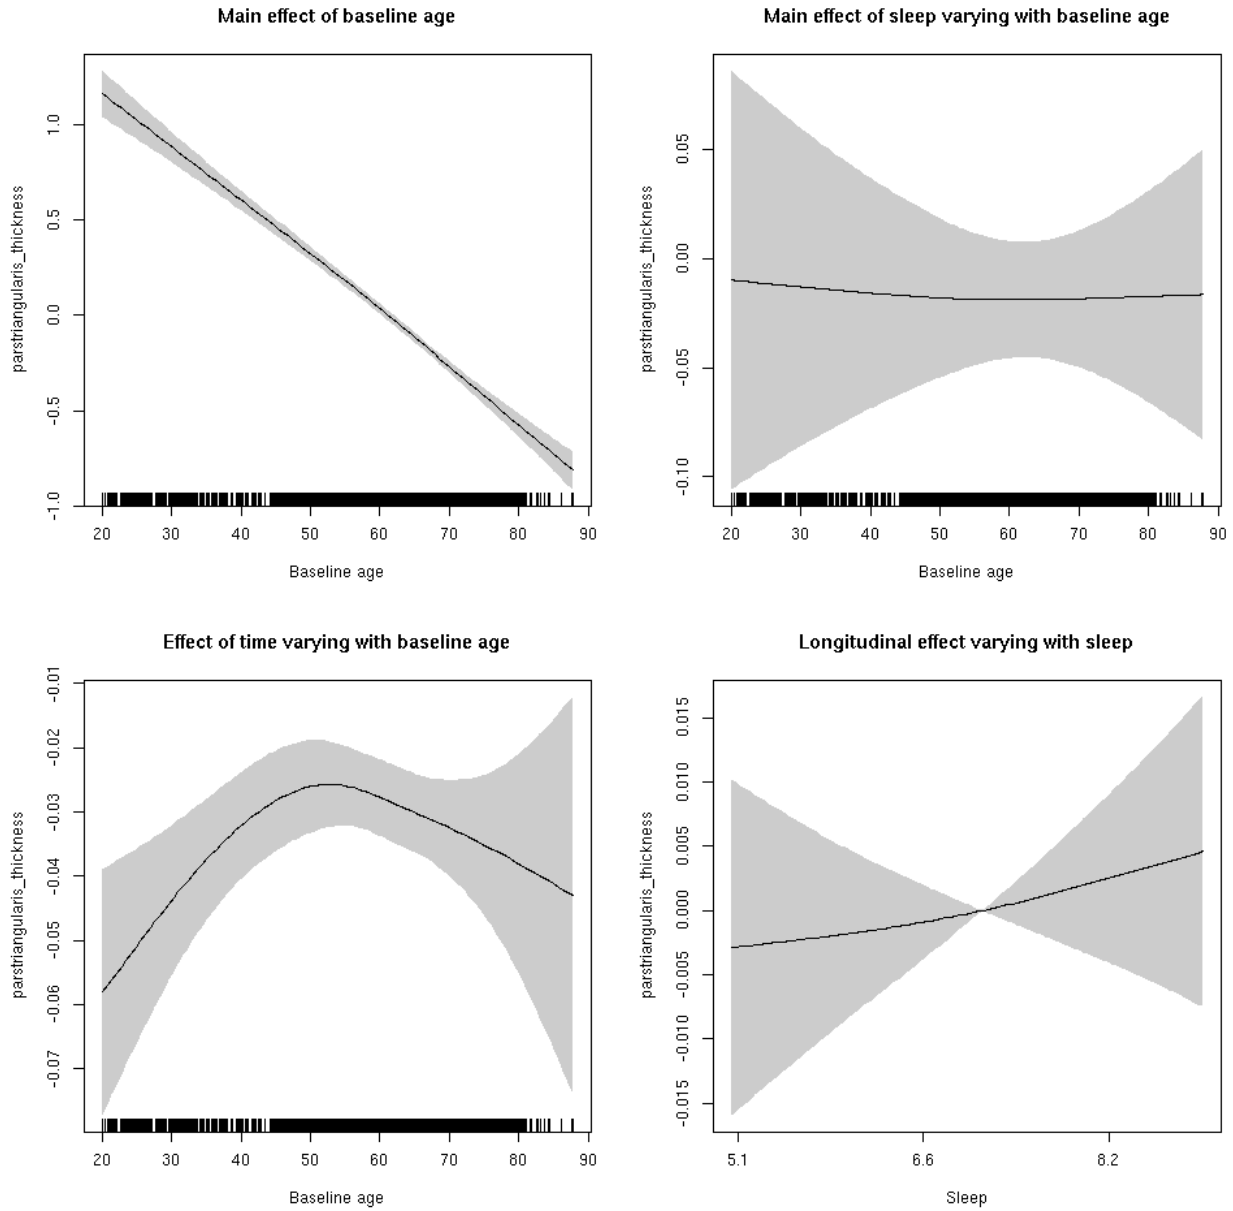 Main effect of baseline age
parstriangularis_thickness
1.0
0.5
0.0
-0.5
-1.0
20 30 40 50 60 70 80 90
Baseline age
Main effect of sleep varying with baseline age
parstriangularis_thickness
0.05
0.00
-0.05
-0.10
20 30 40 50 60 70 80 90
Baseline age
Effect of time varying with baseline age
parstriangularis_thickness
-0.01
-0.02
-0.03
-0.04
-0.05
-0.06
-0.07
20 30 40 50 60 70 80 90
Baseline age
Longitudinal effect varying with sleep
parstriangularis_thickness
0.015
0.010
0.005
0.000
-0.005
-0.010
-0.015
5.1 6.6 8.2
Sleep